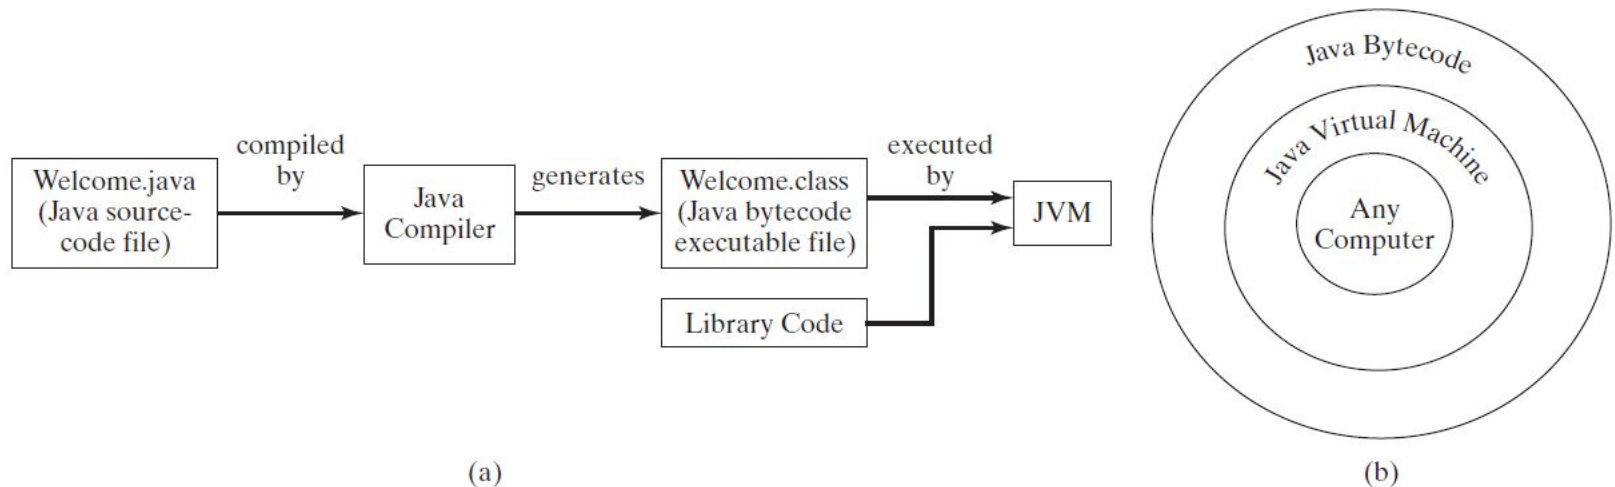 Welcome.java
(Java source-
code file)
compiled
by
Java
Compiler
generates
Welcome.class
(Java bytecode
executable file)
Library Code
executed
by
JVM
(a)
Java Bytecode
Java Virtual Machine
Any
Computer
(b)